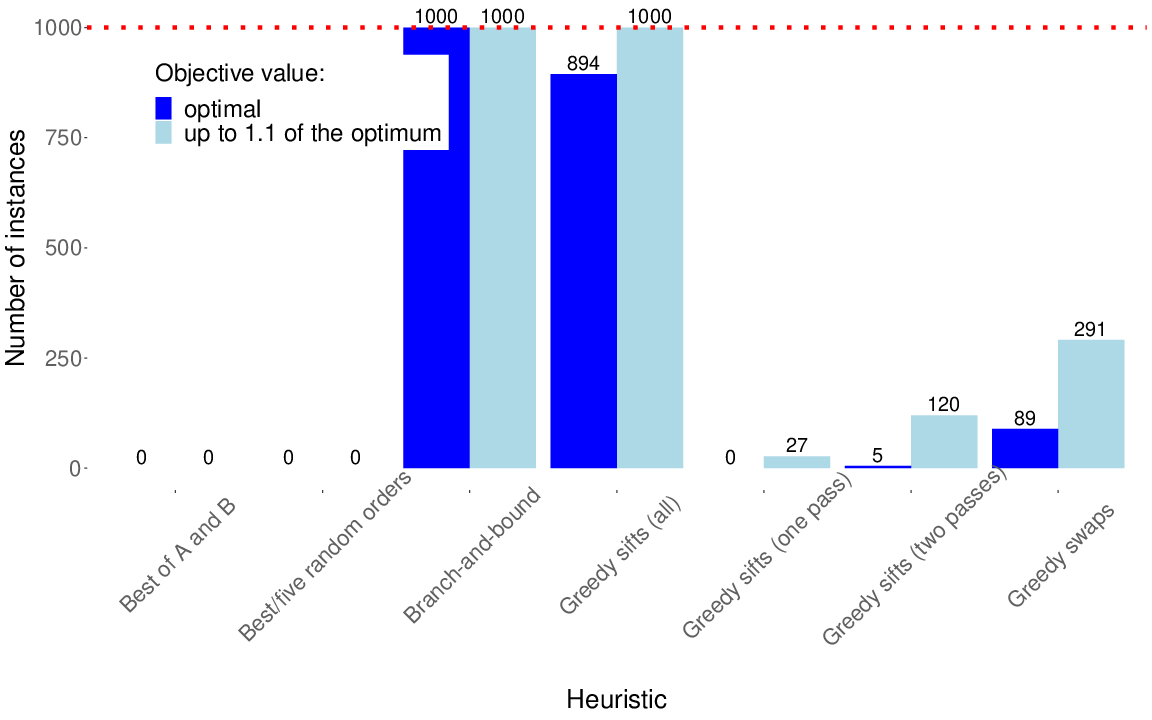 1000 1000 1000
1000
894
Objective value:
optimal
up to 1.1 of the optimum
750
Number of instances
500
291
250
120
89
27
5
0 0 0 0 0
0
Best of A and B
Best/five random orders
Branch-and-bound
Greedy sifts (all)
Greedy sifts (one pass)
Greedy sifts (two passes)
Greedy swaps
Heuristic